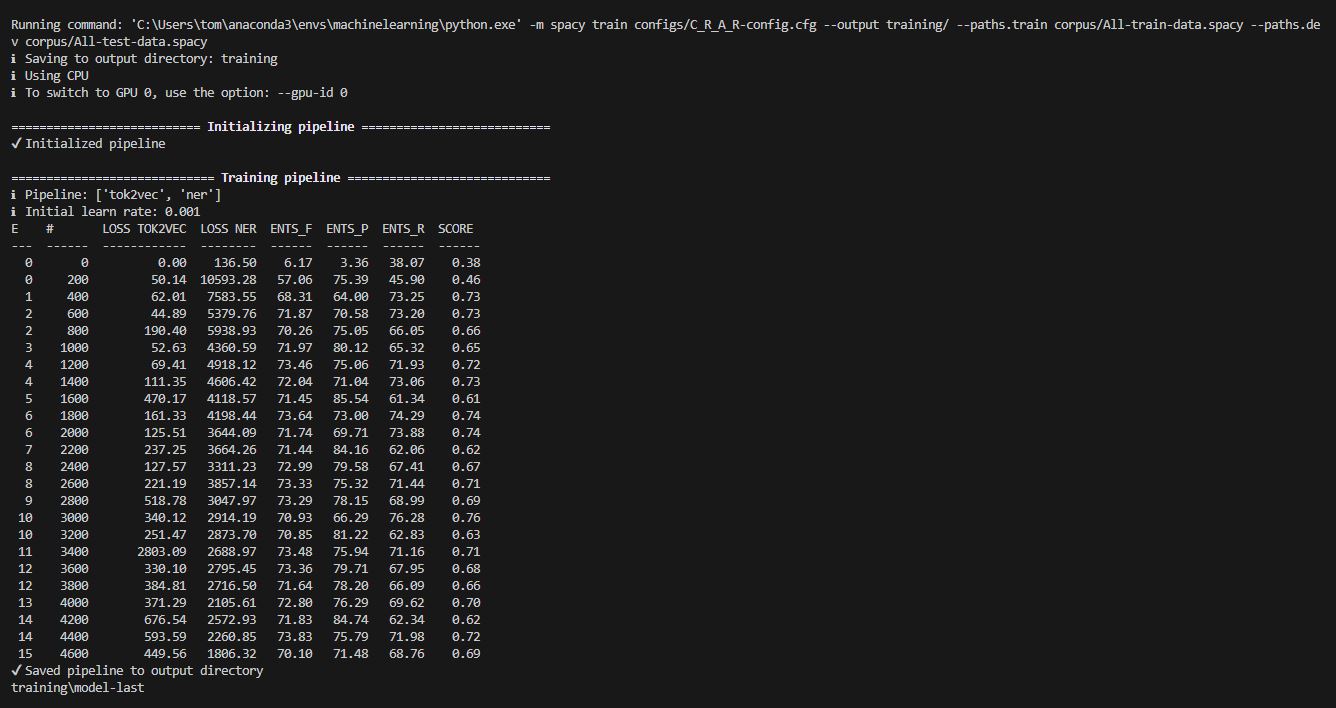 Running command: 'C:\Users\tom\anaconda3\envs\machinelearning\python.exe' -m spacy train configs/C_R_A_R-config.cfg --output training/ --paths.train corpus/All-train-data.spacy --paths.de
v corpus/All-test-data.spacy
ℹ Saving to output directory: training
ℹ Using CPU
ℹ To switch to GPU 0, use the option: --gpu-id 0
=========================== Initializing pipeline ===========================
✔ Initialized pipeline
============================= Training pipeline =============================
ℹ Pipeline: ['tok2vec', 'ner']
ℹ Initial learn rate: 0.001
E    #       LOSS TOK2VEC  LOSS NER  ENTS_F  ENTS_P  ENTS_R  SCORE
---  ------  ------------  --------  ------  ------  ------  ------
  0       0          0.00    136.50    6.17    3.36   38.07    0.38
  0     200         50.14  10593.28   57.06   75.39   45.90    0.46
  1     400         62.01   7583.55   68.31   64.00   73.25    0.73
  2     600         44.89   5379.76   71.87   70.58   73.20    0.73
  2     800        190.40   5938.93   70.26   75.05   66.05    0.66
  3    1000         52.63   4360.59   71.97   80.12   65.32    0.65
  4    1200         69.41   4918.12   73.46   75.06   71.93    0.72
  4    1400        111.35   4606.42   72.04   71.04   73.06    0.73
  5    1600        470.17   4118.57   71.45   85.54   61.34    0.61
  6    1800        161.33   4198.44   73.64   73.00   74.29    0.74
  6    2000        125.51   3644.09   71.74   69.71   73.88    0.74
  7    2200        237.25   3664.26   71.44   84.16   62.06    0.62
  8    2400        127.57   3311.23   72.99   79.58   67.41    0.67
  8    2600        221.19   3857.14   73.33   75.32   71.44    0.71
  9    2800        518.78   3047.97   73.29   78.15   68.99    0.69
 10    3000        340.12   2914.19   70.93   66.29   76.28    0.76
 10    3200        251.47   2873.70   70.85   81.22   62.83    0.63
 11    3400       2803.09   2688.97   73.48   75.94   71.16    0.71
 12    3600        330.10   2795.45   73.36   79.71   67.95    0.68
 12    3800        384.81   2716.50   71.64   78.20   66.09    0.66
 13    4000        371.29   2105.61   72.80   76.29   69.62    0.70
 14    4200        676.54   2572.93   71.83   84.74   62.34    0.62
 14    4400        593.59   2260.85   73.83   75.79   71.98    0.72
 15    4600        449.56   1806.32   70.10   71.48   68.76    0.69
✔ Saved pipeline to output directory
training\model-last